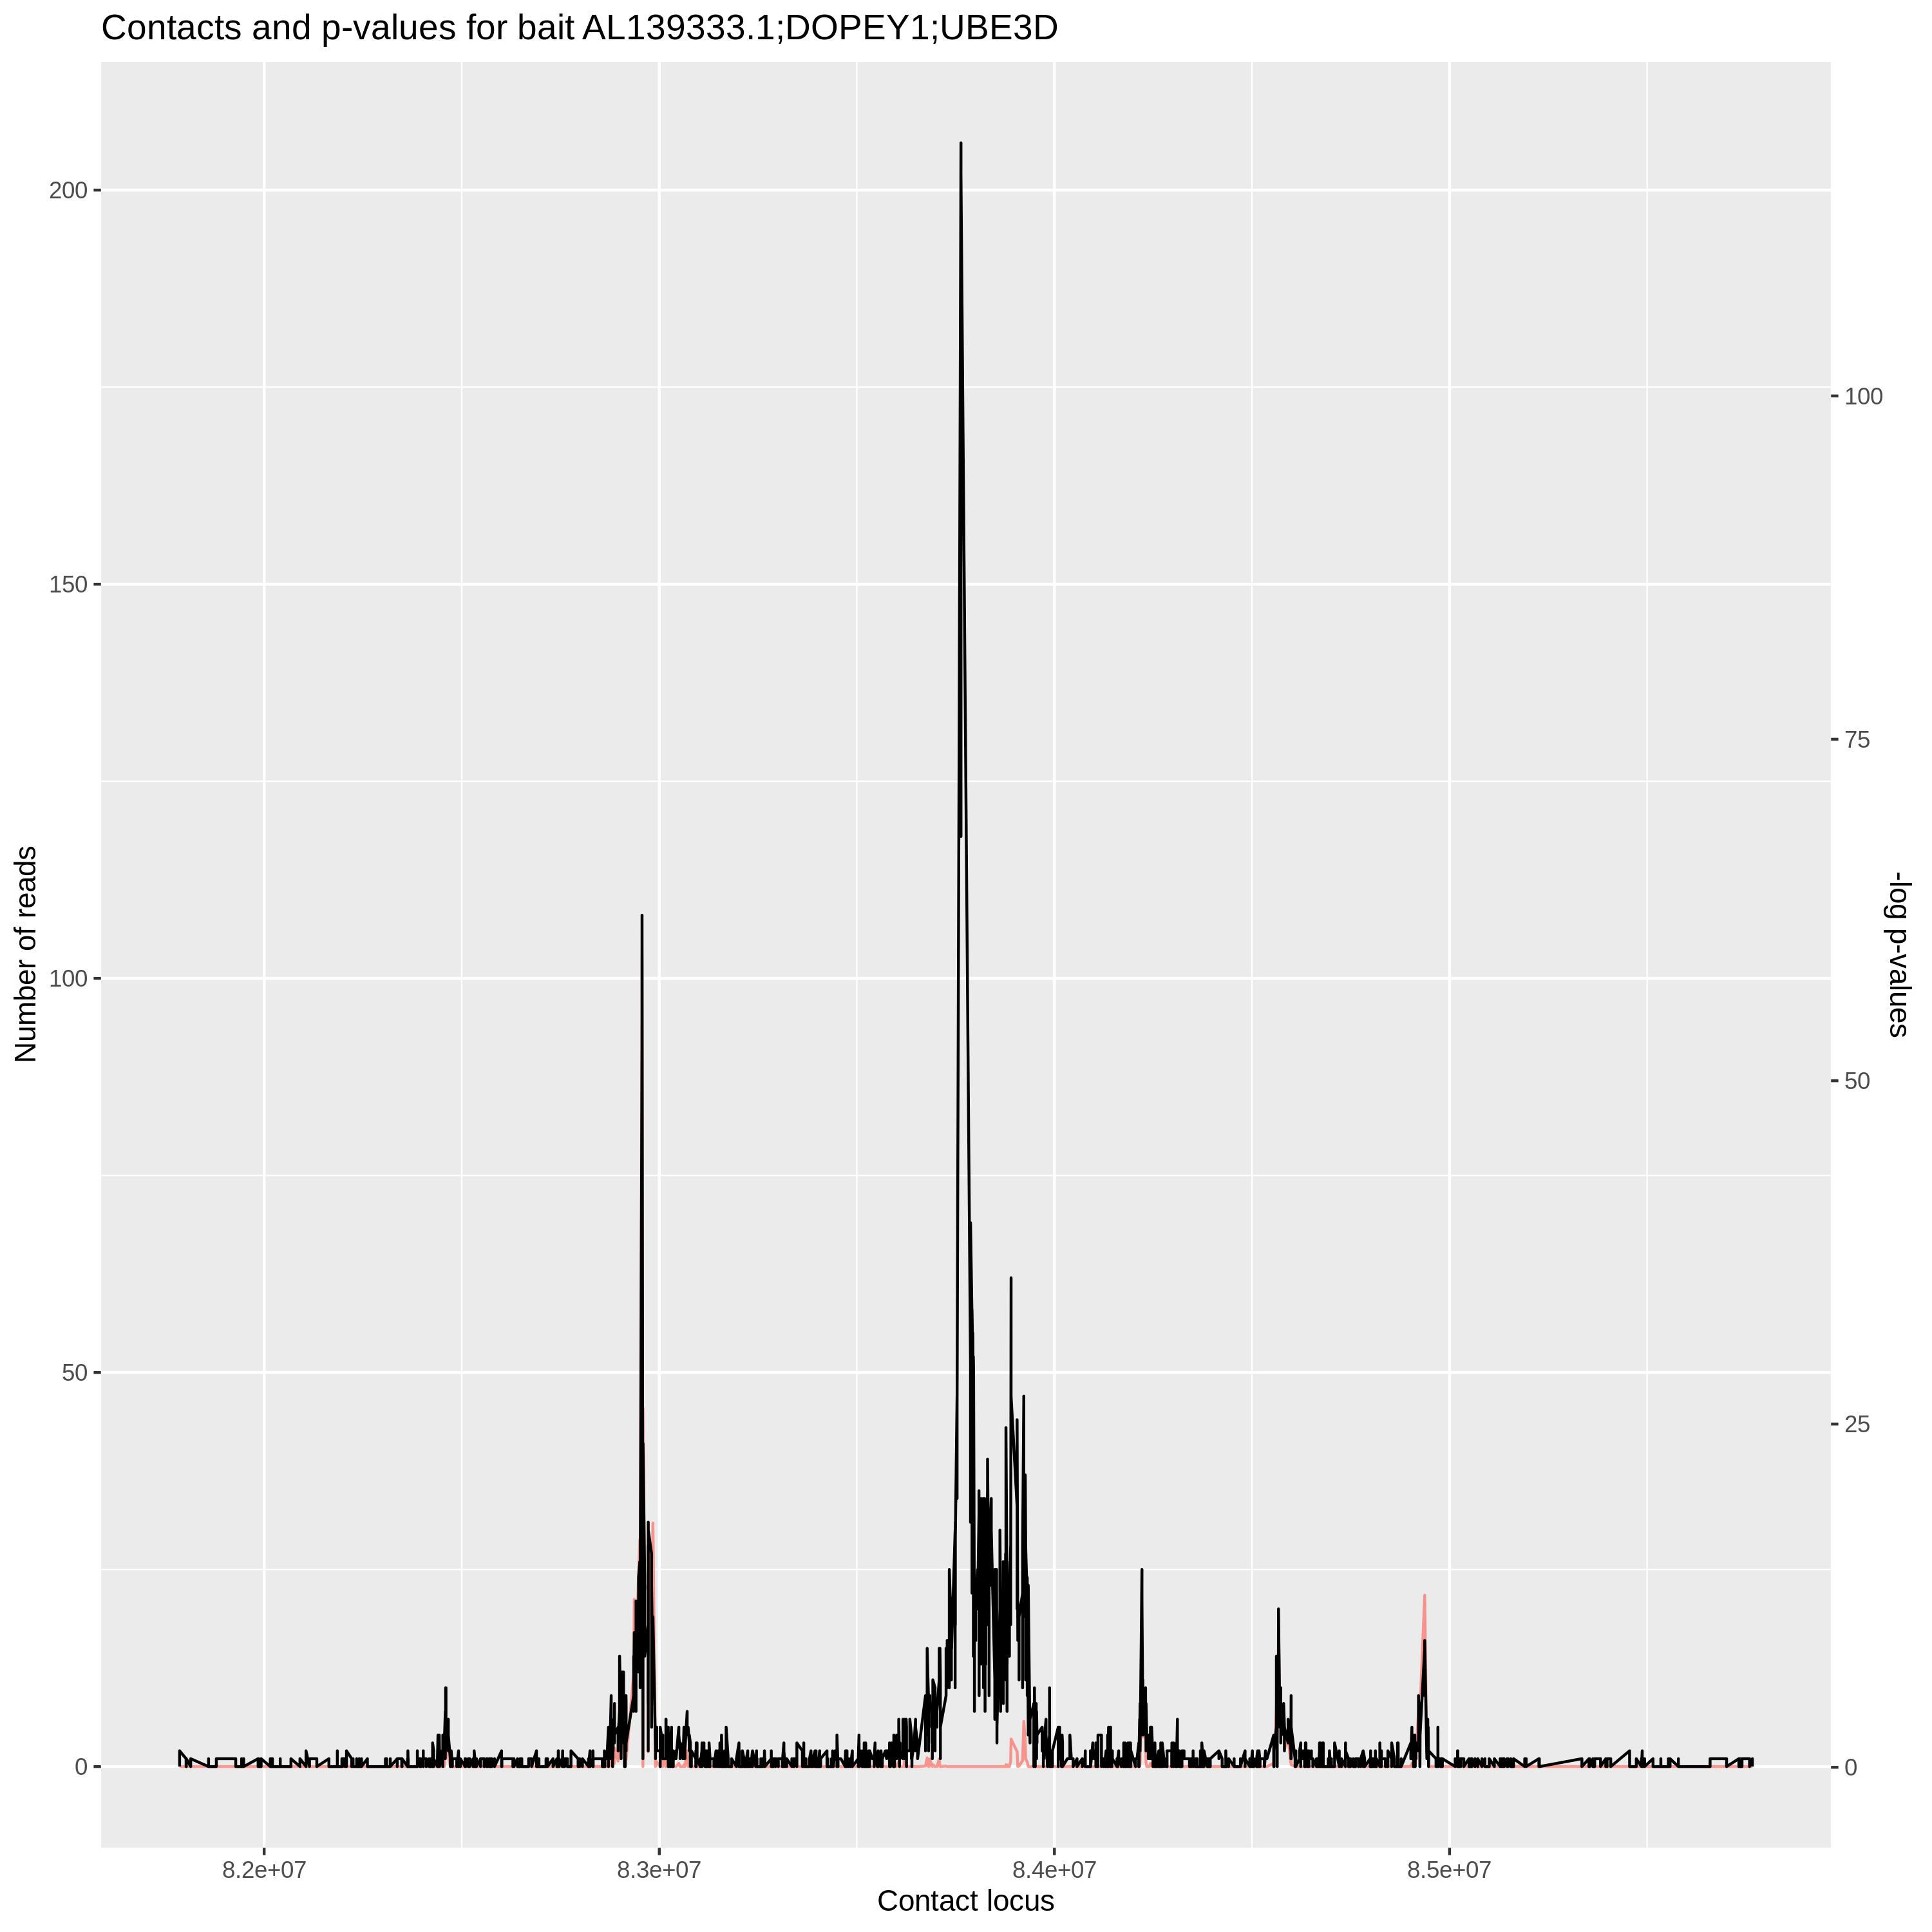 Contacts and p-values for bait AL139333.1;DOPEY1;UBE3D
200
150
100
50
0
Number of reads
100
75
50
25
0
-log p-values
8.2e+07
8.3e+07
8.4e+07
8.5e+07
Contact locus